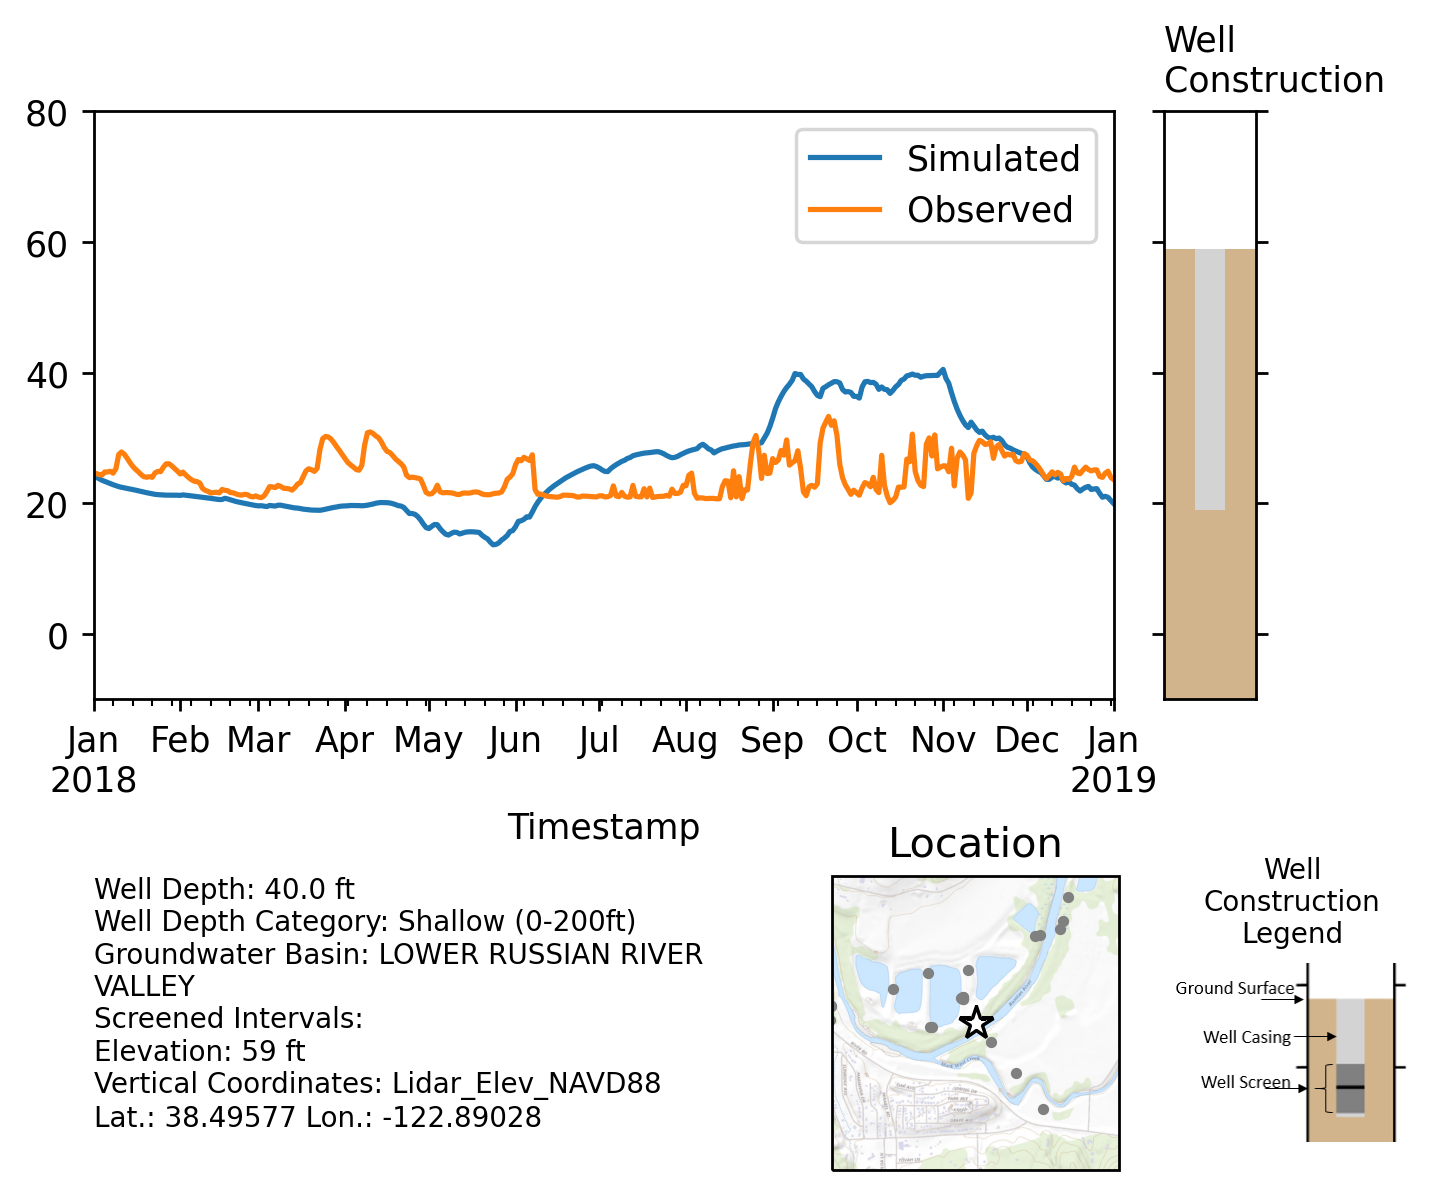 Well
Construction
80
60
40
20
0
Simulated
Observed
Jan
2018
Feb
Mar
Apr
May
Jun
Jul
Aug
Sep
Oct
Nov
Dec
Jan
2019
Timestamp
Well Depth: 40.0 ft
Well Depth Category: Shallow (0-200ft)
Groundwater Basin: LOWER RUSSIAN RIVER
VALLEY
Screened Intervals:
Elevation: 59 ft
Vertical Coordinates: Lidar_Elev_NAVD88
Lat.: 38.49577 Lon.: -122.89028
Location
Well
Construction
Legend
Ground Surface
Well Casing
Well Screen